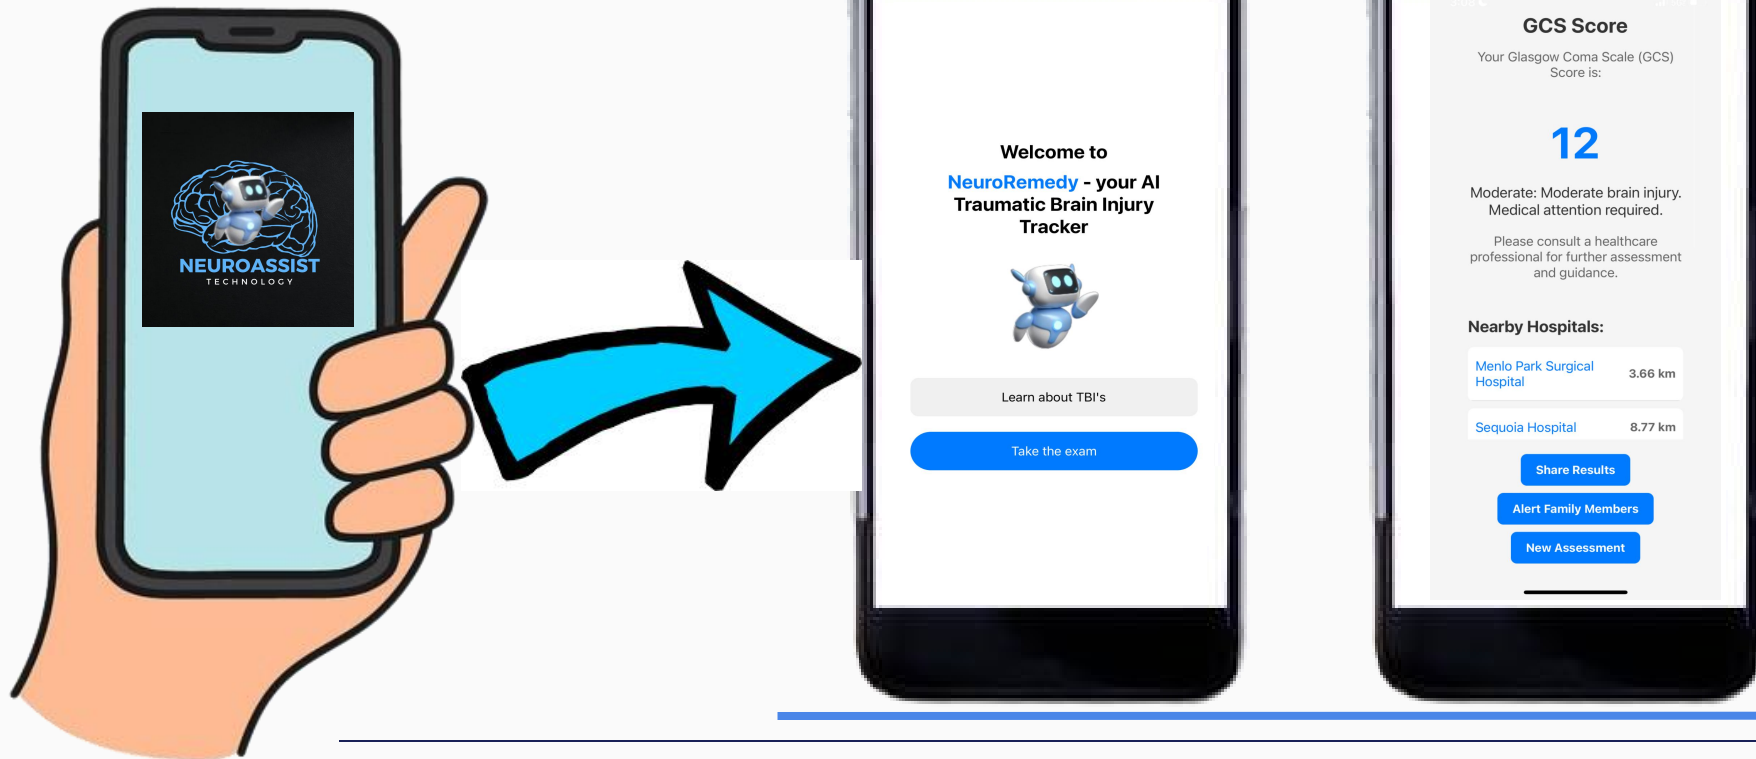 NEUROASSIST
TECHNOLOGY
Welcome to
NeuroRemedy - your AI
Traumatic Brain Injury
Tracker
Learn about TBI's
Take the exam
GCS Score
Your Glasgow Coma Scale (GCS)
Score is:
12
Moderate: Moderate brain injury.
Medical attention required.
Please consult a healthcare
professional for further assessment
and guidance.
Nearby Hospitals:
Menlo Park Surgical
Hospital
3.66 km
Sequoia Hospital
8.77 km
Share Results
Alert Family Members
New Assessment